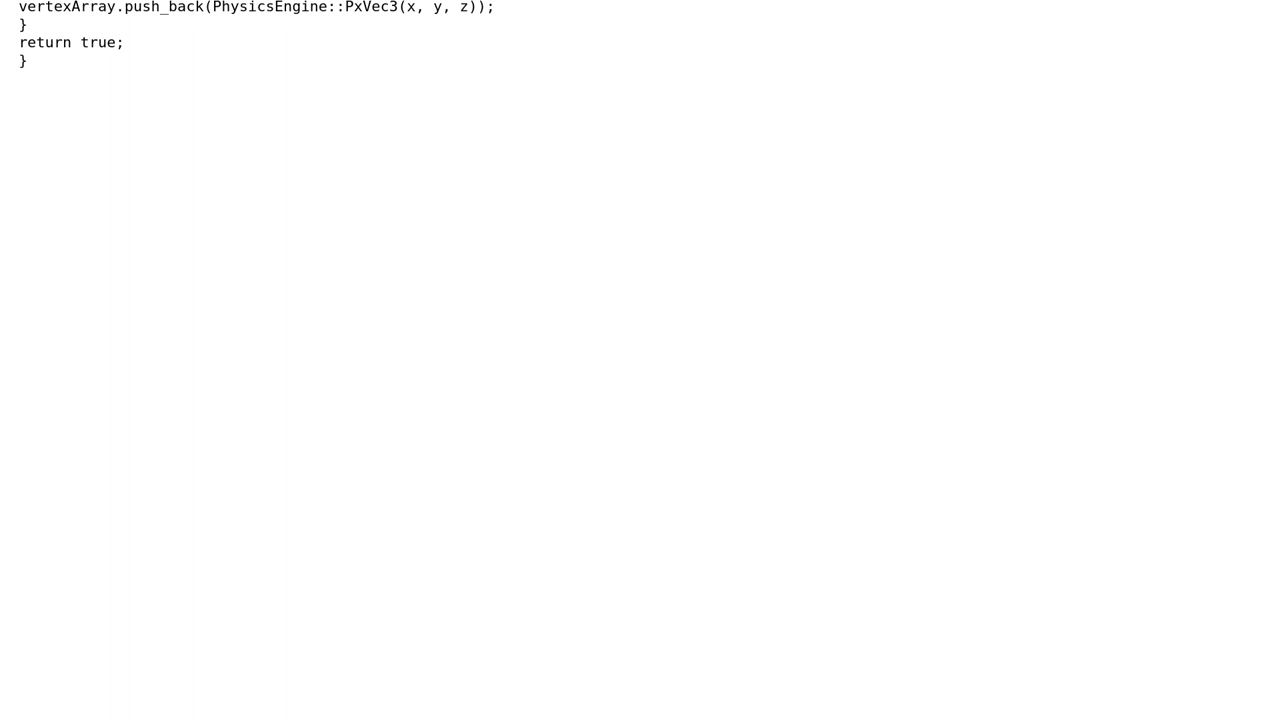 vertexArray.push_back(PhysicsEngine::PxVec3(x, y, z));
}
return true;
}